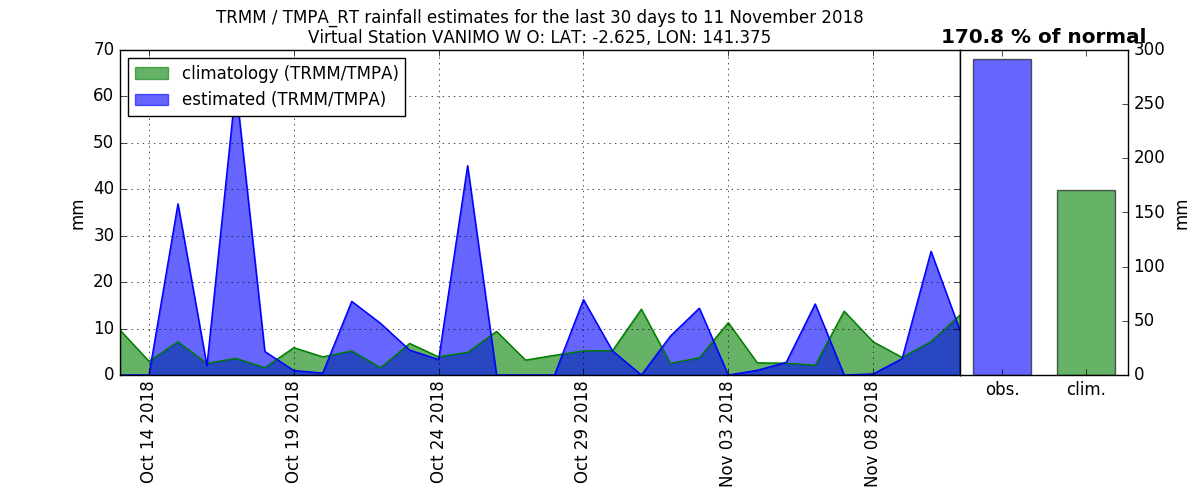 TRMM / TMPA_RT rainfall estimates for the last 30 days to 11 November 2018
Virtual Station VANIMO W O: LAT: -2.625, LON: 141.375
170.8 % of normal
climatology (TRMM/TMPA)
estimated (TRMM/TMPA)
70
60
50
40
30
20
10
0
mm
Oct 14 2018
Oct 19 2018
Oct 24 2018
Oct 29 2018
Nov 03 2018
Nov 08 2018
obs.
clim.
300
250
200
150
100
50
0
mm